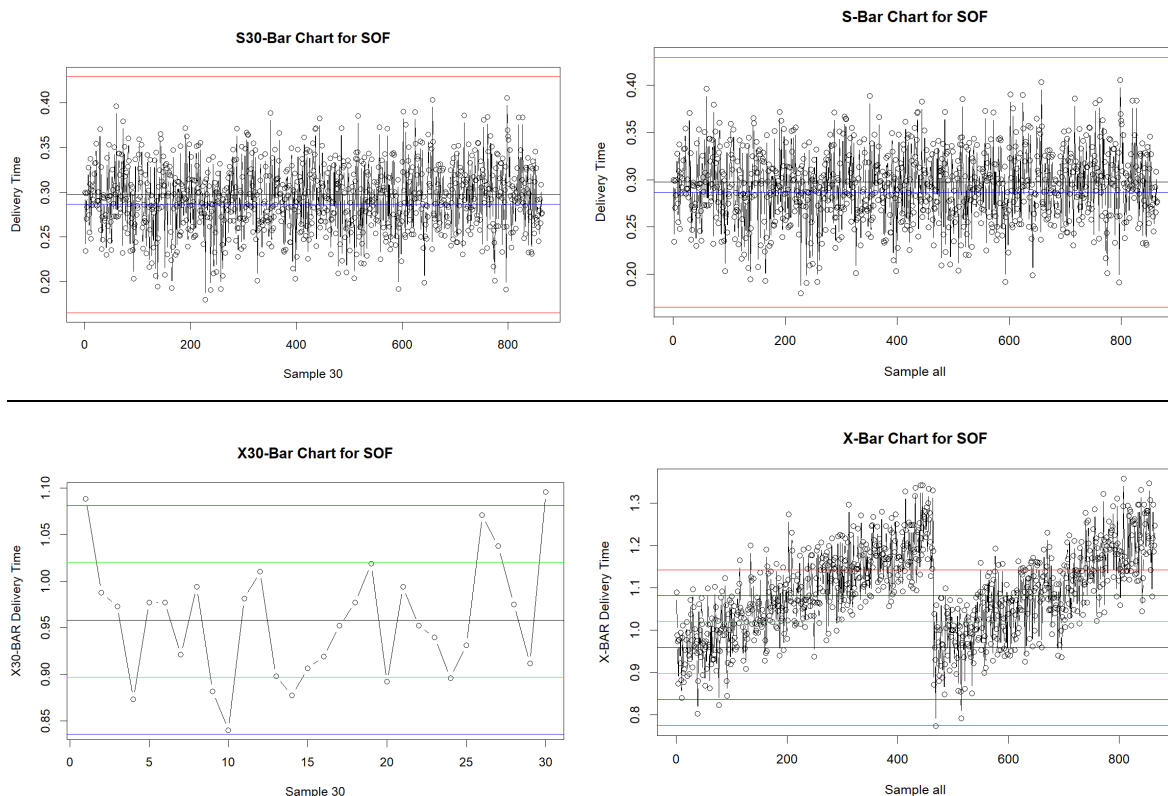 S30-Bar Chart for SOF
Delivery Time
0.40
0.35
0.30
0.25
0.20
0 200 400 600 800
Sample 30
S-Bar Chart for SOF
Delivery Time
0.40
0.35
0.30
0.25
0.20
0 200 400 600 800
Sample all
X30-Bar Chart for SOF
X30-BAR Delivery Time
1.10
1.05
1.00
0.95
0.90
0.85
0 5 10 15 20 25 30
Sample 30
X-Bar Chart for SOF
X-BAR Delivery Time
1.3
1.2
1.1
1.0
0.9
0.8
0 200 400 600 800
Sample all